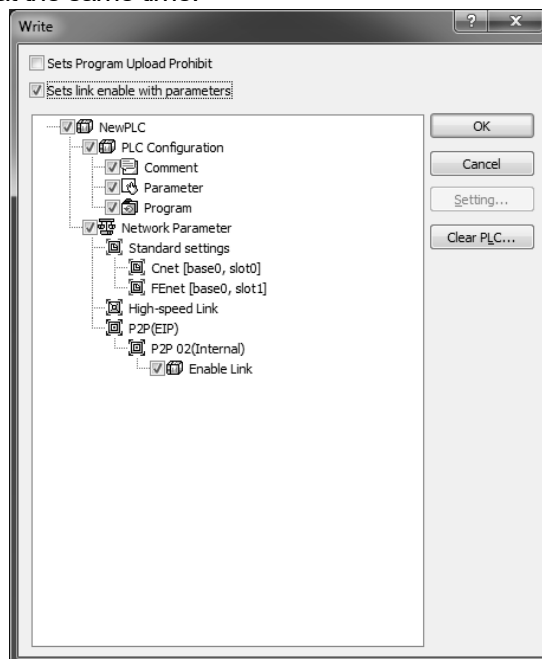 Write
Sets Program Upload Prohibit
Sets link enable with parameters
NewPLC
PLC Configuration
Comment
Parameter
Program
Network Parameter
Standard settings
Cnet [base0, slot0]
FEnet [base0, slot1]
High-speed Link
P2P(EIP)
P2P 02(Internal)
Enable Link
OK
Cancel
Setting...
Clear PLC...